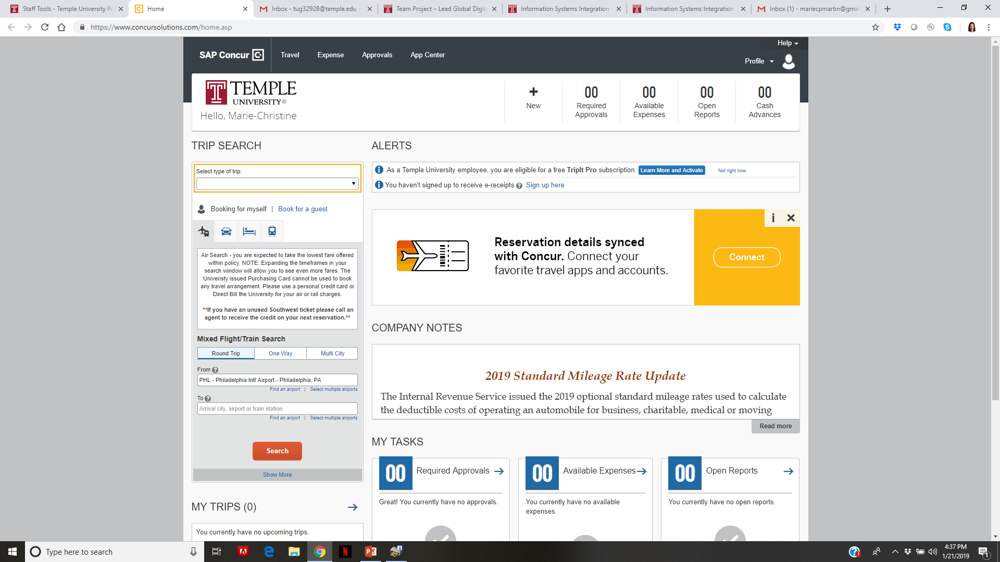 Staff Tools - Temple University Po
Home
Inbox - tug32928@temple.edu -
Team Project – Lead Global Digit
Information Systems Integration
Information Systems Integration
Inbox (1) - mariecpmartin@gmai
https://www.concursolutions.com/home.asp
Help
SAP Concur C
Travel
Expense
Approvals
App Center
Profile
TEMPLE
UNIVERSITY®
Hello, Marie-Christine
+
New
00
Required
Approvals
00
Available
Expenses
00
Open
Reports
00
Cash
Advances
TRIP SEARCH
Select type of trip:
Booking for myself | Book for a guest
Air Search - you are expected to take the lowest fare offered
within policy. NOTE: Expanding the timeframes in your
search window will allow you to see even more fares. The
Univeristy issued Purchasing Card cannot be used to book
any travel arrangement. Please use a personal credit card or
Direct Bill the University for your air or rail charges.
**If you have an unused Southwest ticket please call an
agent to receive the credit on your next reservation.**
Mixed Flight/Train Search
Round Trip
One Way
Multi City
From ?
PHL - Philadelphia Intl Airport - Philadelphia, PA
Find an airport | Select multiple airports
To ?
Arrival city, airport or train station
Find an airport | Select multiple airports
Search
Show More
MY TRIPS (0)
You currently have no upcoming trips.
ALERTS
As a Temple University employee, you are eligible for a free TripIt Pro subscription. Learn More and Activate Not right now
You haven't signed up to receive e-receipts. ? Sign up here
Reservation details synced
with Concur. Connect your
favorite travel apps and accounts.
i
Connect
COMPANY NOTES
2019 Standard Mileage Rate Update
The Internal Revenue Service issued the 2019 optional standard mileage rates used to calculate
the deductible costs of operating an automobile for business, charitable, medical or moving
Read more
MY TASKS
00
Required Approvals
Great! You currently have no approvals.
00
Available Expenses
You currently have no available
expenses.
00
Open Reports
You currently have no open reports.
Type here to search
4:37 PM
1/21/2019
1